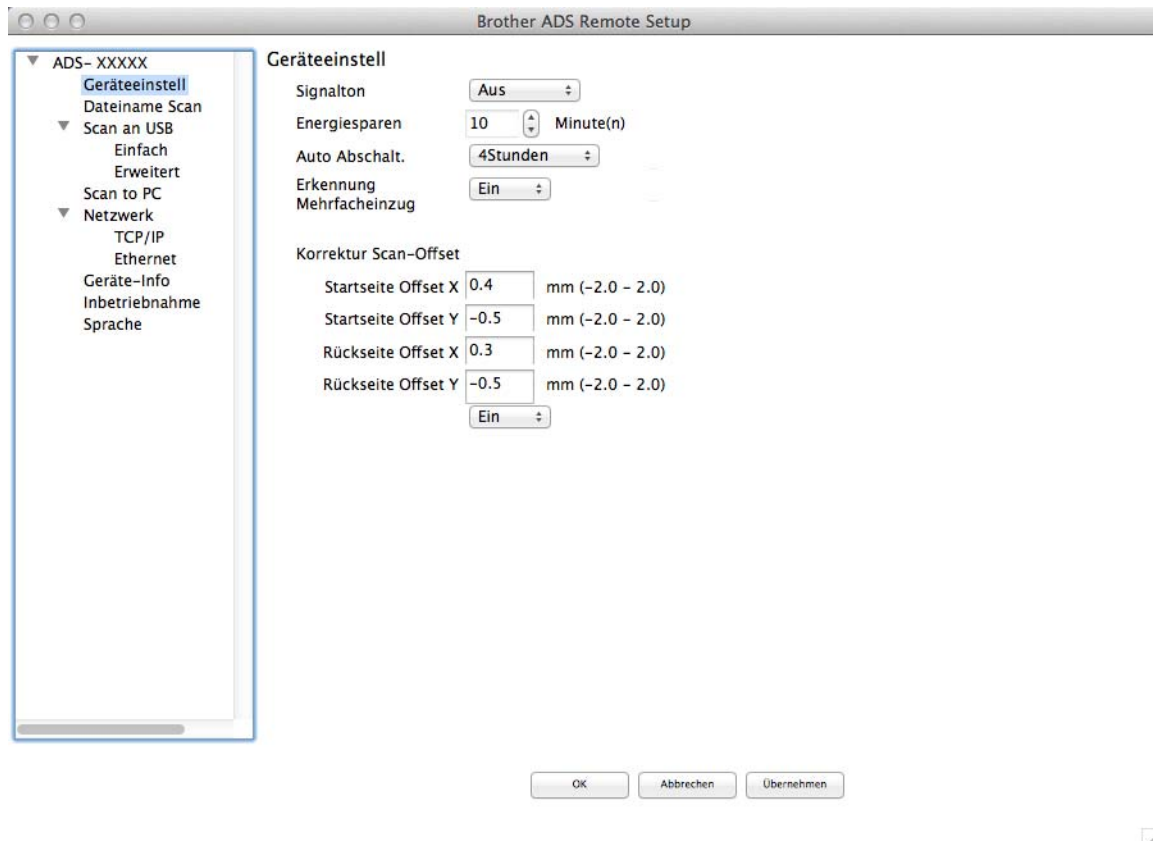 Brother ADS Remote Setup
ADS- XXXXX
Geräteeinstell
Dateiname Scan
Scan an USB
Einfach
Erweitert
Scan to PC
Netzwerk
TCP/IP
Ethernet
Geräte-Info
Inbetriebnahme
Sprache
Geräteeinstell
Signalton Aus
Energiesparen 10 Minute(n)
Auto Abschalt. 4Stunden
Erkennung
Mehrfacheinzug Ein
Korrektur Scan-Offset
Startseite Offset X 0.4 mm (-2.0 - 2.0)
Startseite Offset Y -0.5 mm (-2.0 - 2.0)
Rückseite Offset X 0.3 mm (-2.0 - 2.0)
Rückseite Offset Y -0.5 mm (-2.0 - 2.0)
Ein
OK Abbrechen Übernehmen